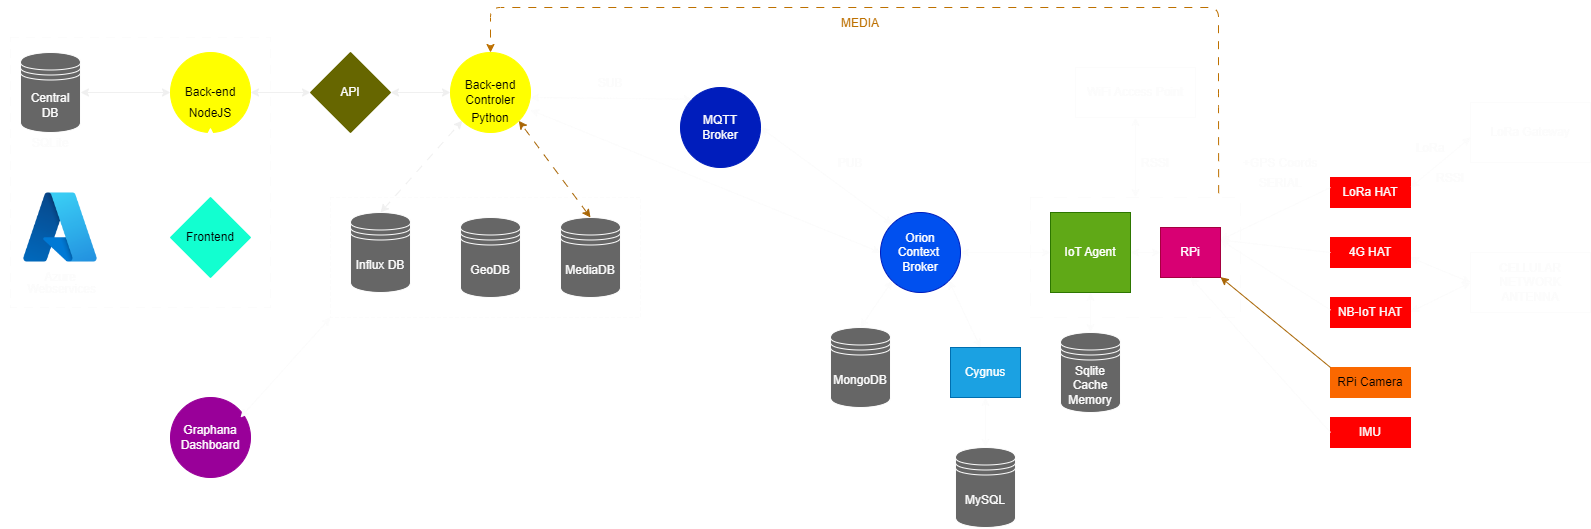 MEDIA
Central
DB
Back-end
NodeJS
API
Back-end
Controler
Python
MQTT
Broker
LoRa HAT
Frontend
Influx DB
GeoDB
MediaDB
Orion
Context
Broker
IoT Agent
RPi
4G HAT
NB-IoT HAT
MongoDB
Cygnus
Sqlite
Cache
Memory
RPi Camera
Graphana
Dashboard
IMU
MySQL